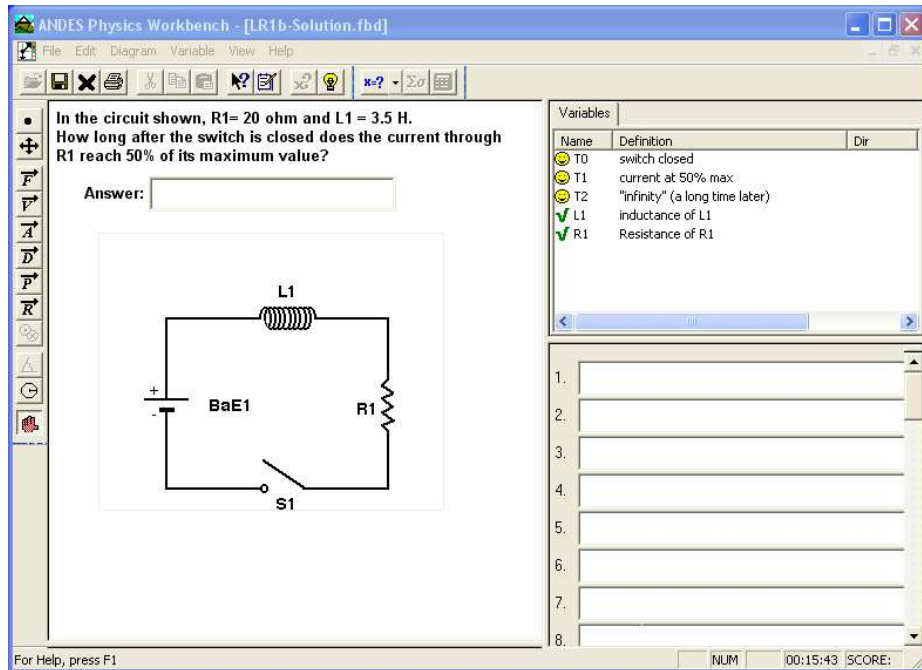 ANDES Physics Workbench - [LR1b-Solution.fbd]
File Edit Diagram Variable View Help
x=? Σσ
In the circuit shown, R1= 20 ohm and L1 = 3.5 H.
How long after the switch is closed does the current through
R1 reach 50% of its maximum value?
Answer:
F
V
A
D
P
R
L1
+
-
BaE1
R1
S1
Variables
Name Definition Dir
T0 switch closed
T1 current at 50% max
T2 "infinity" (a long time later)
L1 inductance of L1
R1 Resistance of R1
1.
2.
3.
4.
5.
6.
7.
8.
For Help, press F1
NUM 00:15:43 SCORE: